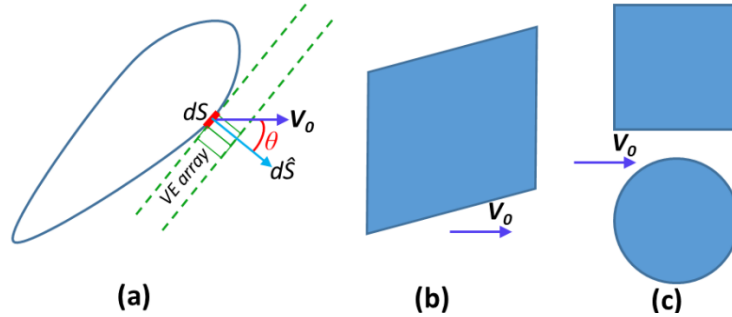 dS
V₀
θ
dŜ
VE array
V₀
V₀
(a)
(b)
(c)